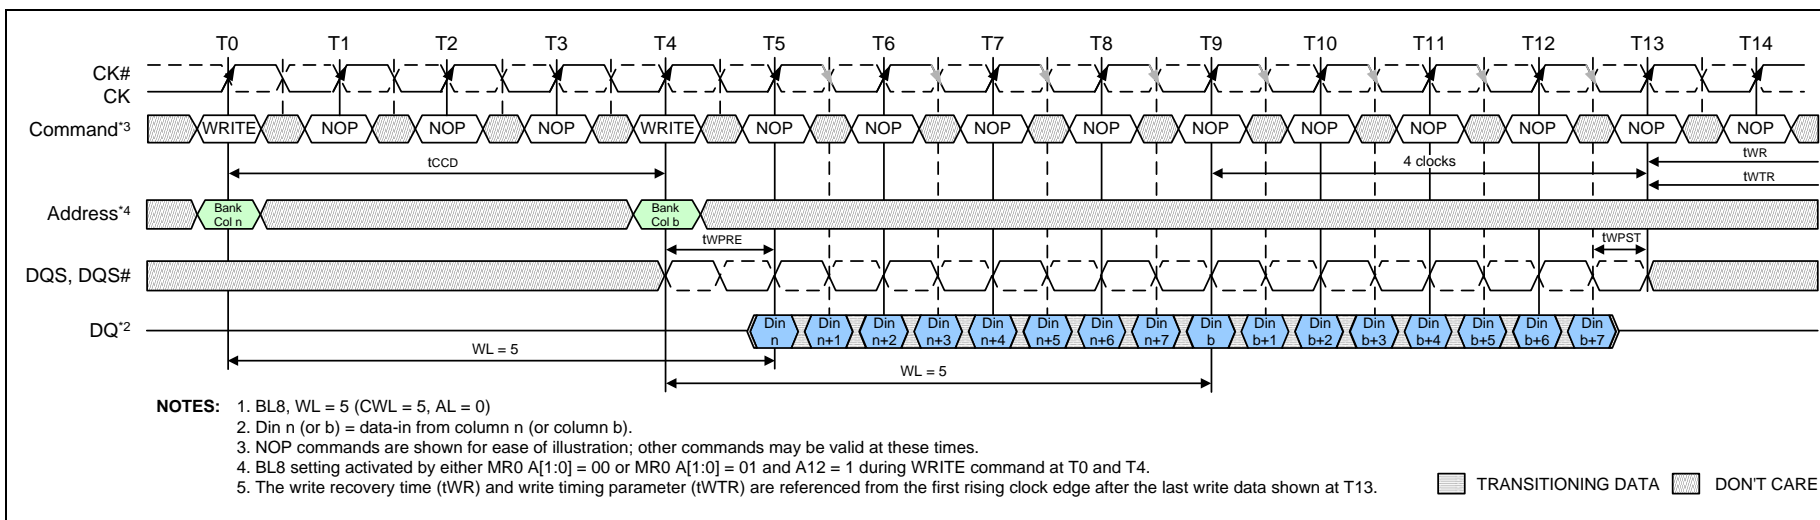 T0 T1 T2 T3 T4 T5 T6 T7 T8 T9 T10 T11 T12 T13 T14
CK#
CK
Command*3 WRITE NOP NOP NOP WRITE NOP NOP NOP NOP NOP NOP NOP NOP NOP NOP
tCCD 4 clocks tWR
tWTR
Address*4 Bank Col n Bank Col b
tWPRE tWPST
DQS, DQS#
DQ*2 Din n Din n+1 Din n+2 Din n+3 Din n+4 Din n+5 Din n+6 Din n+7 Din b Din b+1 Din b+2 Din b+3 Din b+4 Din b+5 Din b+6 Din b+7
WL = 5
WL = 5
NOTES: 1. BL8, WL = 5 (CWL = 5, AL = 0)
2. Din n (or b) = data-in from column n (or column b).
3. NOP commands are shown for ease of illustration; other commands may be valid at these times.
4. BL8 setting activated by either MR0 A[1:0] = 00 or MR0 A[1:0] = 01 and A12 = 1 during WRITE command at T0 and T4.
5. The write recovery time (tWR) and write timing parameter (tWTR) are referenced from the first rising clock edge after the last write data shown at T13.
TRANSITIONING DATA DON'T CARE